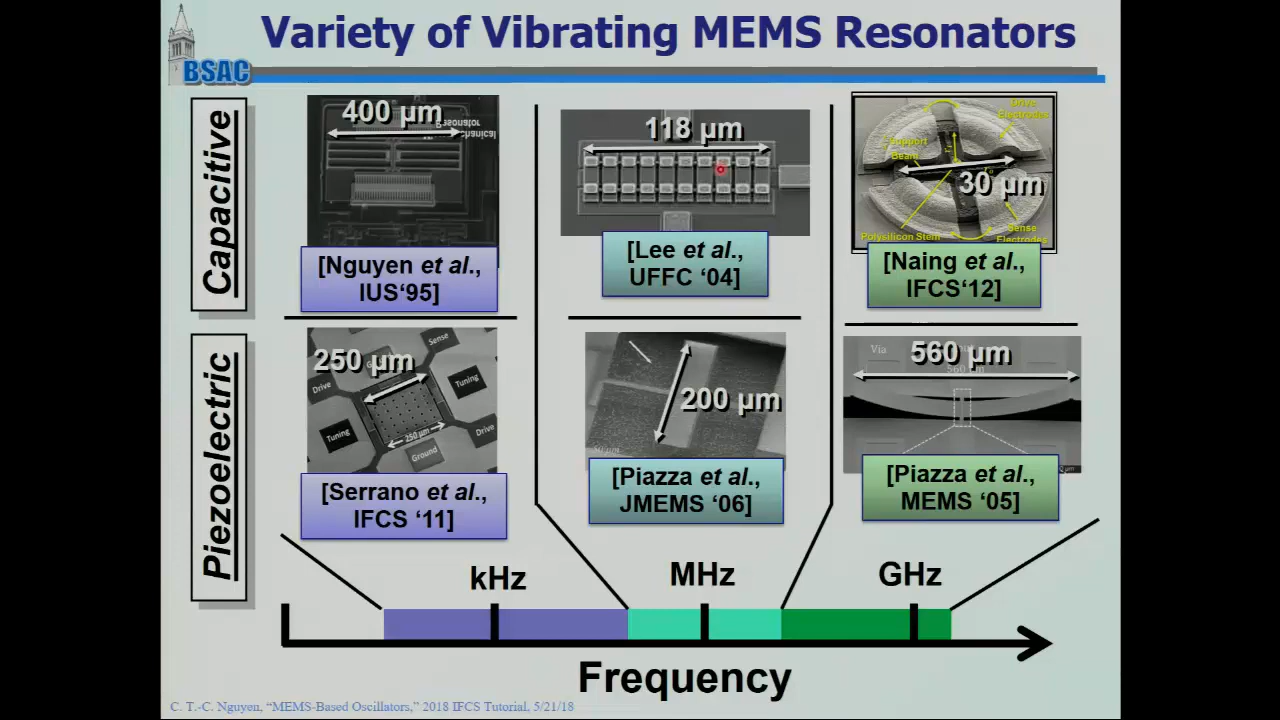 Variety of Vibrating MEMS Resonators
BSAC
Capacitive
400 µm
Resonator
[Nguyen et al.,
IUS‘95]
118 µm
[Lee et al.,
UFFC ‘04]
Drive
Electrodes
Support
Beam
30 µm
Polysilicon Stem
Sense
Electrodes
[Naing et al.,
IFCS‘12]
Piezoelectric
250 µm
Sense
Drive
Tuning
250 µm
Tuning
Drive
Ground
[Serrano et al.,
IFCS ‘11]
200 µm
[Piazza et al.,
JMEMS ‘06]
Via
560 µm
[Piazza et al.,
MEMS ‘05]
kHz
MHz
GHz
Frequency
C. T.-C. Nguyen, “MEMS-Based Oscillators,” 2018 IFCS Tutorial, 5/21/18